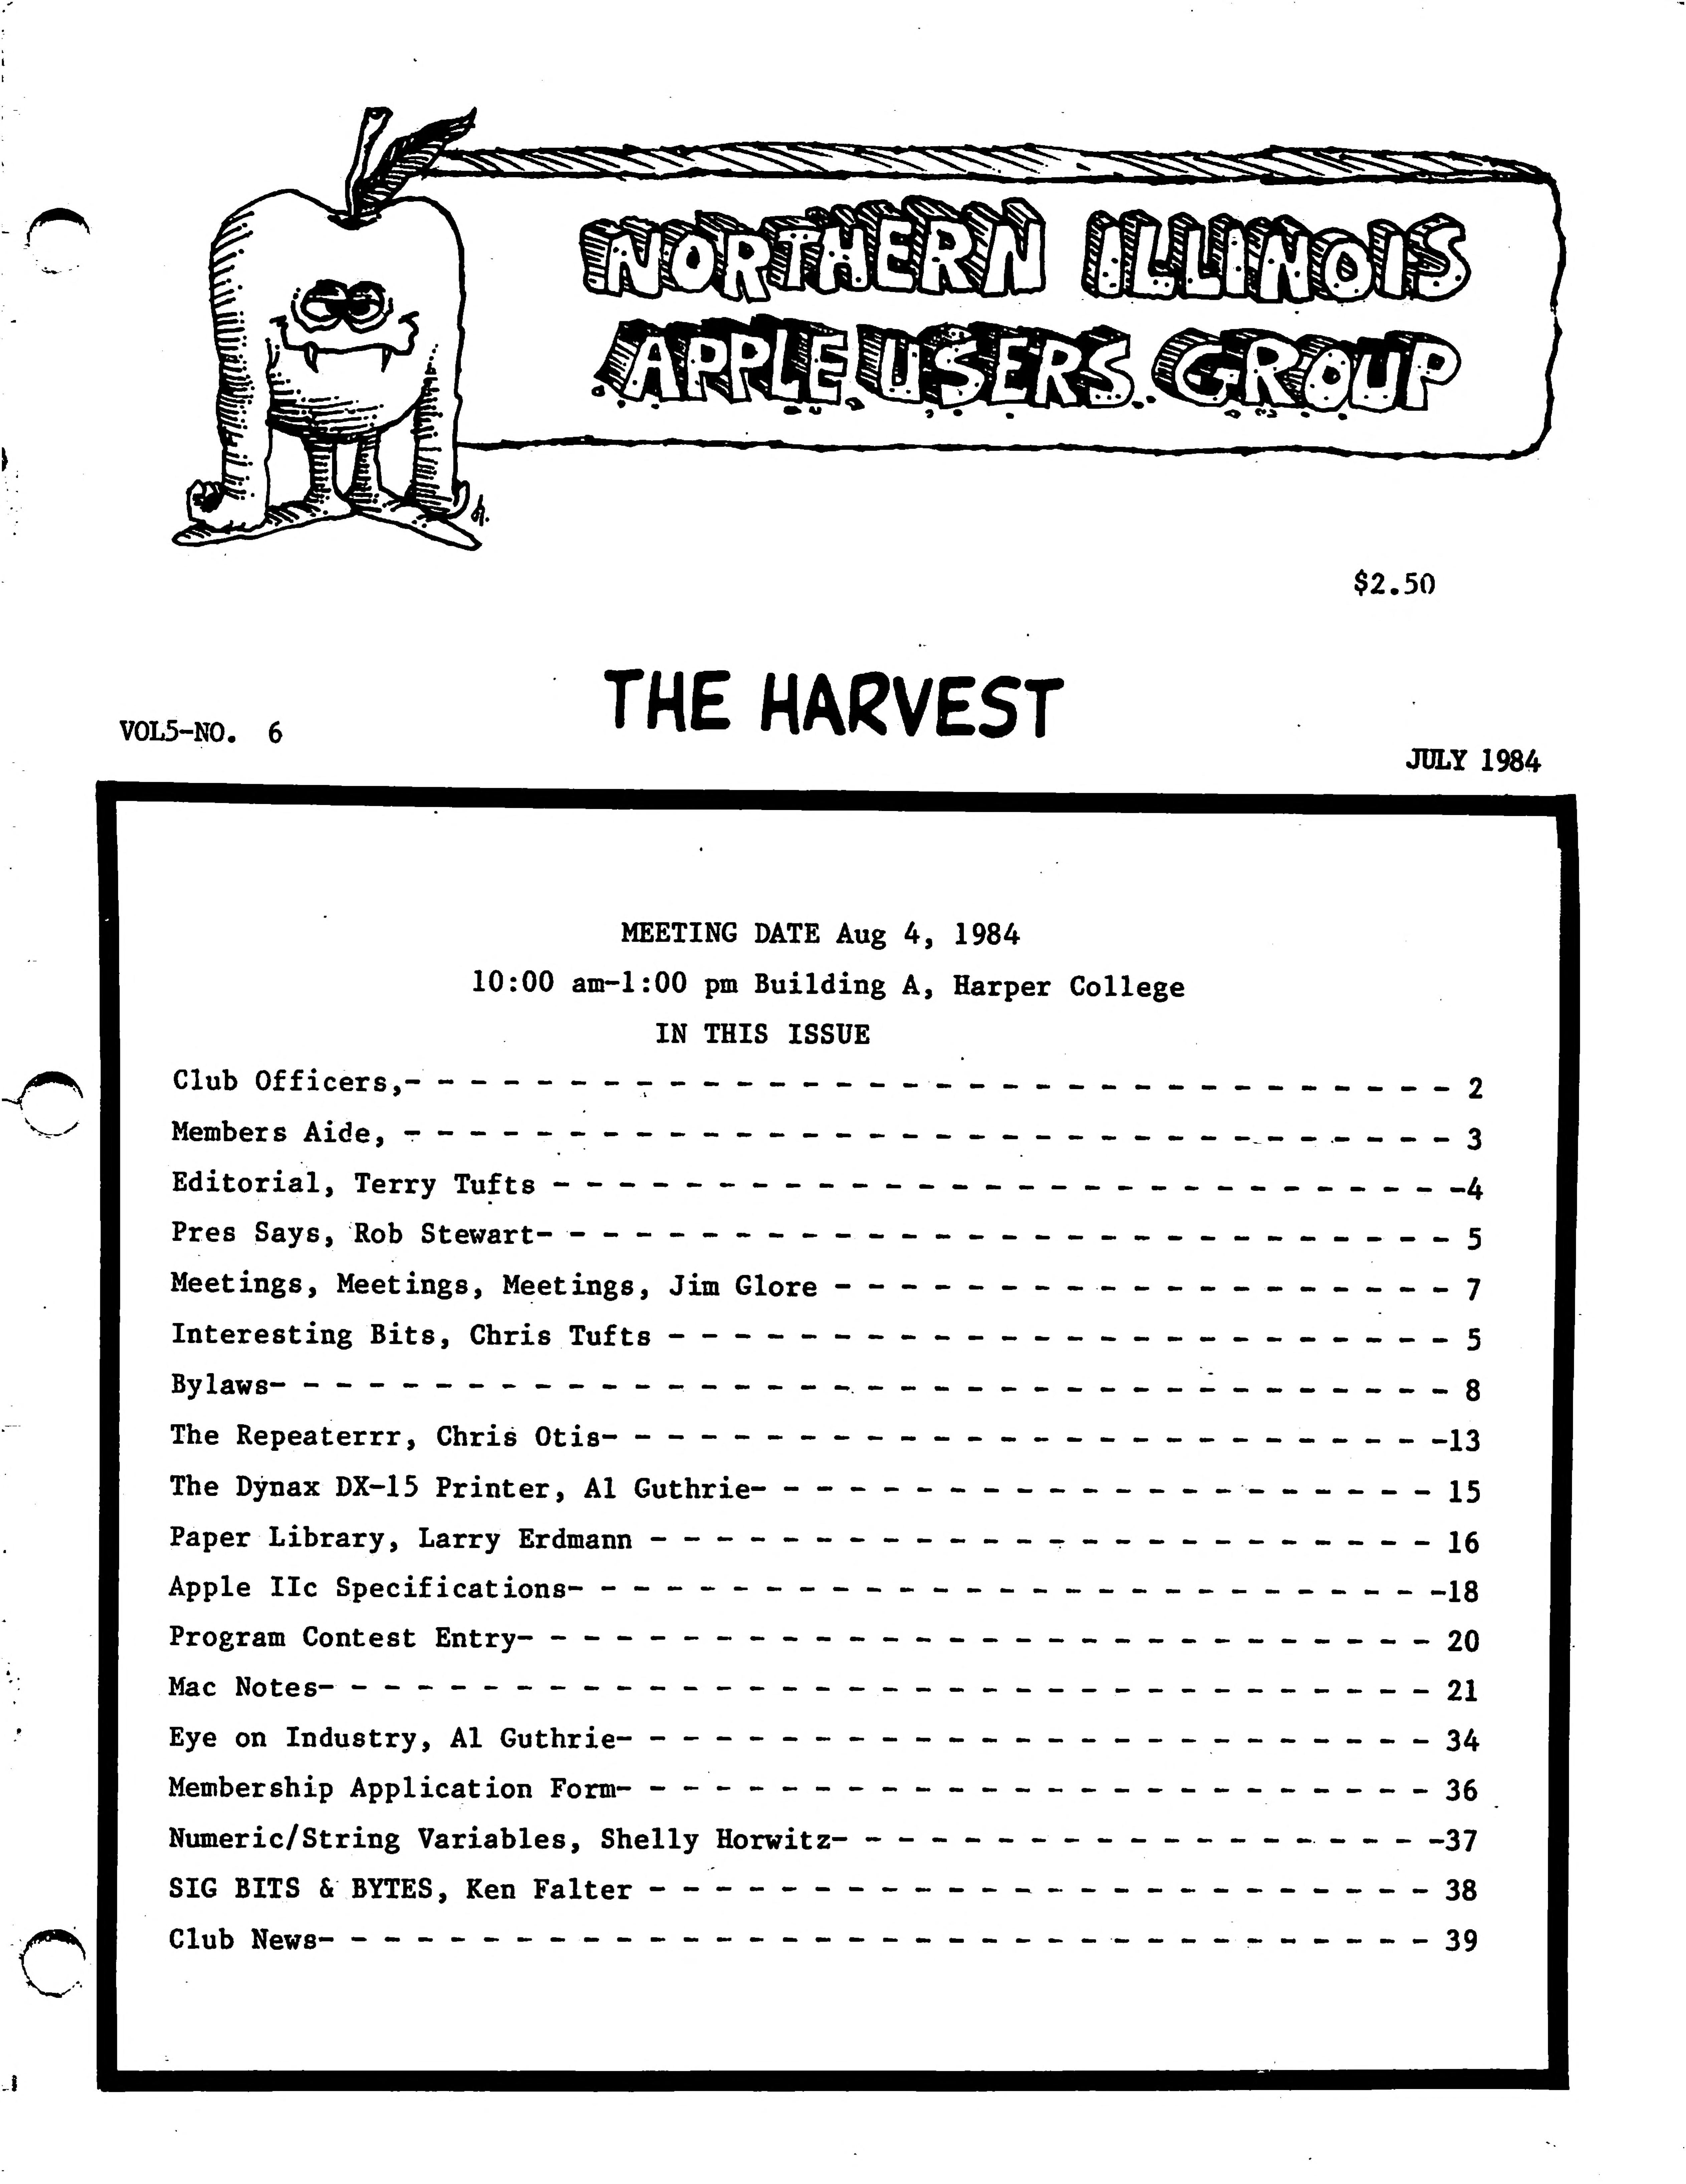 NORTHERN ILLINOIS
APPLE USERS GROUP
$2.50
THE HARVEST
VOL5-NO. 6
JULY 1984
MEETING DATE Aug 4, 1984
10:00 am-1:00 pm Building A, Harper College
IN THIS ISSUE
Club Officers,- - - - - - - - - - - - - - - - - - - - - - - - - - - - - - - - 2
Members Aide, - - - - - - - - - - - - - - - - - - - - - - - - - - - - - - - - 3
Editorial, Terry Tufts - - - - - - - - - - - - - - - - - - - - - - - - - - - -4
Pres Says, Rob Stewart- - - - - - - - - - - - - - - - - - - - - - - - - - - - 5
Meetings, Meetings, Meetings, Jim Glore - - - - - - - - - - - - - - - - - - - 7
Interesting Bits, Chris Tufts - - - - - - - - - - - - - - - - - - - - - - - - 5
Bylaws- - - - - - - - - - - - - - - - - - - - - - - - - - - - - - - - - - - - 8
The Repeaterrr, Chris Otis- - - - - - - - - - - - - - - - - - - - - - - - - -13
The Dynax DX-15 Printer, Al Guthrie- - - - - - - - - - - - - - - - - - - - - 15
Paper Library, Larry Erdmann - - - - - - - - - - - - - - - - - - - - - - - - 16
Apple IIc Specifications- - - - - - - - - - - - - - - - - - - - - - - - - - -18
Program Contest Entry- - - - - - - - - - - - - - - - - - - - - - - - - - - - 20
Mac Notes- - - - - - - - - - - - - - - - - - - - - - - - - - - - - - - - - - 21
Eye on Industry, Al Guthrie- - - - - - - - - - - - - - - - - - - - - - - - - 34
Membership Application Form- - - - - - - - - - - - - - - - - - - - - - - - - 36
Numeric/String Variables, Shelly Horwitz- - - - - - - - - - - - - - - - - - -37
SIG BITS & BYTES, Ken Falter - - - - - - - - - - - - - - - - - - - - - - - - 38
Club News- - - - - - - - - - - - - - - - - - - - - - - - - - - - - - - - - - 39